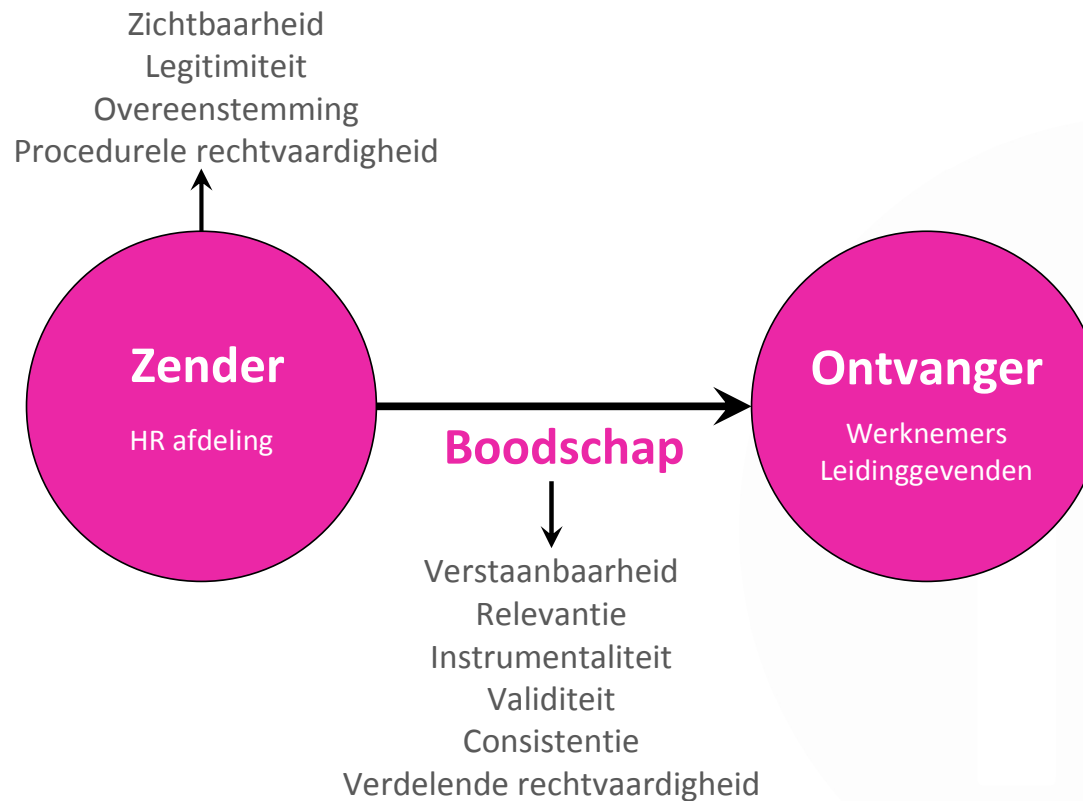 Zichtbaarheid
Legitimiteit
Overeenstemming
Procedurele rechtvaardigheid
Zender
HR afdeling
Boodschap
Ontvanger
Werknemers
Leidinggevenden
Verstaanbaarheid
Relevantie
Instrumentaliteit
Validiteit
Consistentie
Verdelende rechtvaardigheid